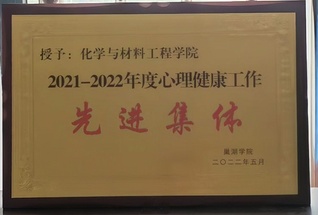 授予：化学与材料工程学院
2021-2022年度心理健康工作
先进集体
巢湖学院
二〇二二年五月